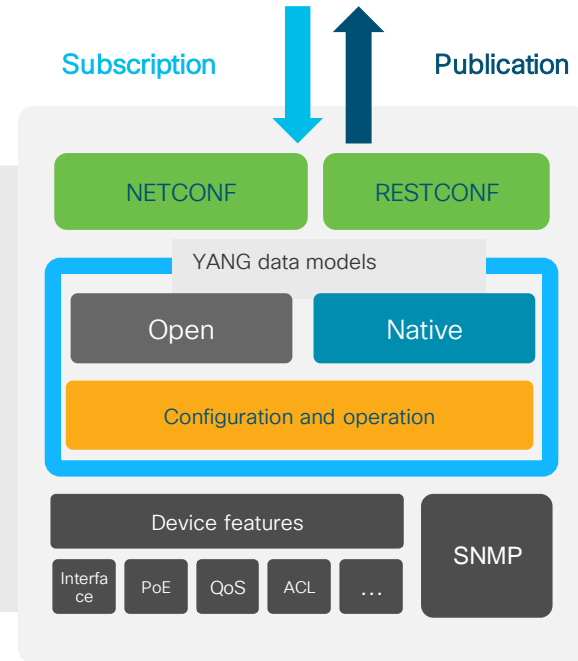 Subscription
Publication
NETCONF
RESTCONF
YANG data models
Open
Native
Configuration and operation
Device features
SNMP
Interfa
ce
PoE
QoS
ACL
...